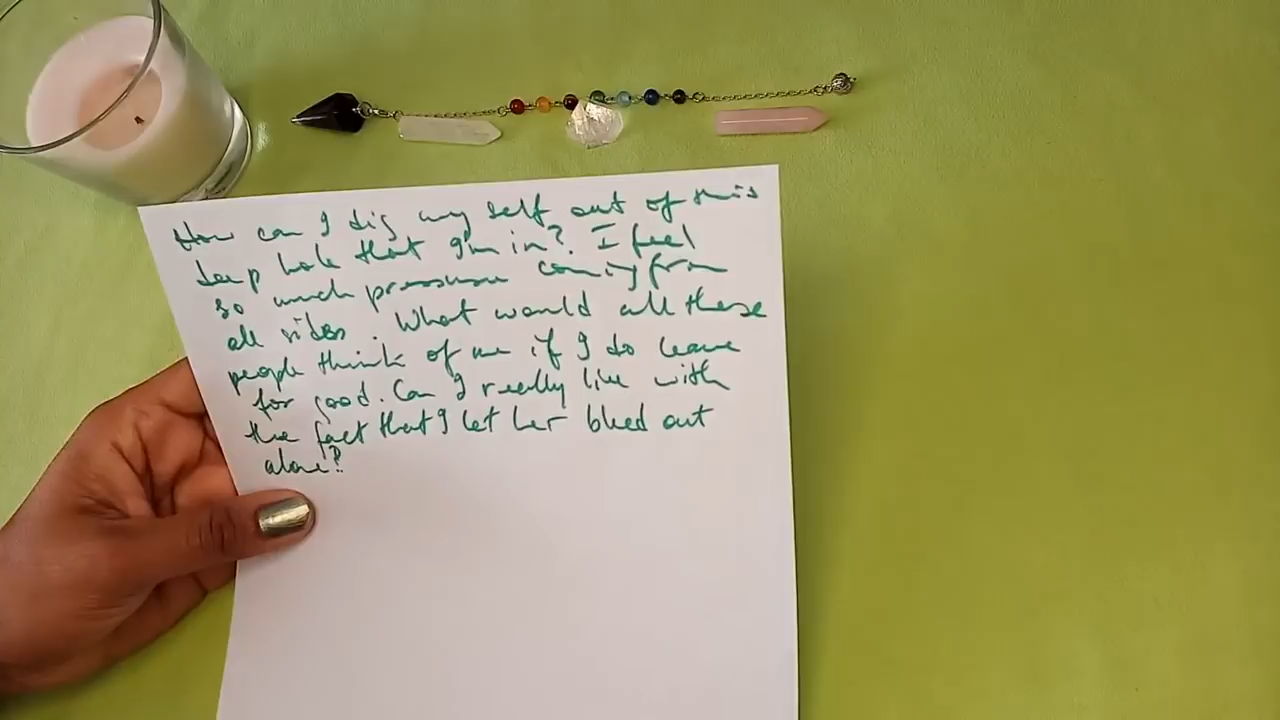 How can I dig my self out of this
deep hole that I'm in? I feel
so much pressure coming from
all sides. What would all these
people think of me if I do leave
for good. Can I really live with
the fact that I let her bleed out
alone?